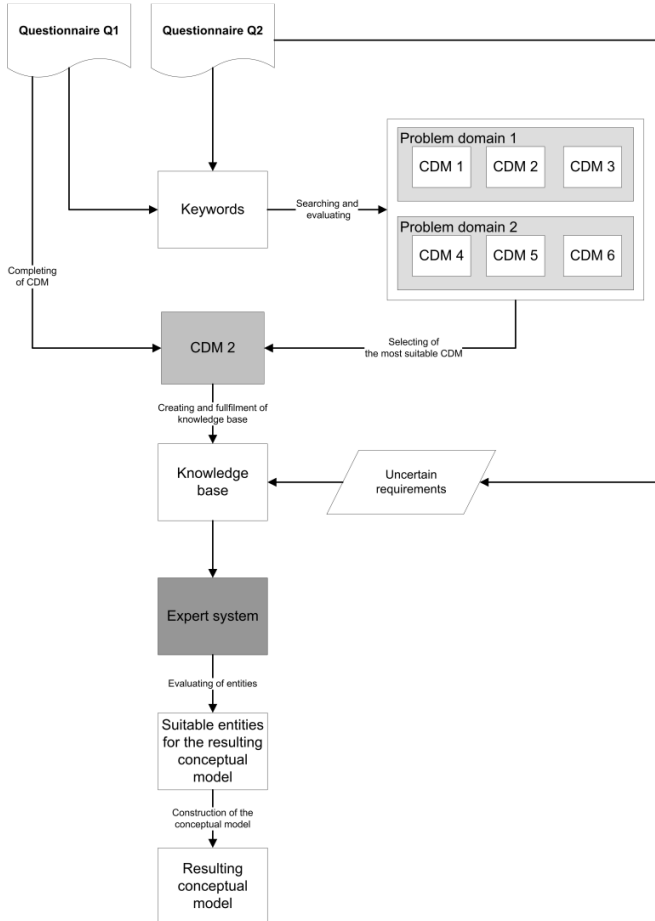 Questionnaire Q1
Questionnaire Q2
Problem domain 1
CDM 1
CDM 2
CDM 3
Keywords
Searching and
evaluating
Problem domain 2
CDM 4
CDM 5
CDM 6
Completing
of CDM
CDM 2
Selecting of
the most suitable CDM
Creating and fullfilment of
knowledge base
Knowledge
base
Uncertain
requirements
Expert system
Evaluating of entities
Suitable entities
for the resulting
conceptual
model
Construction of the
conceptual model
Resulting
conceptual
model